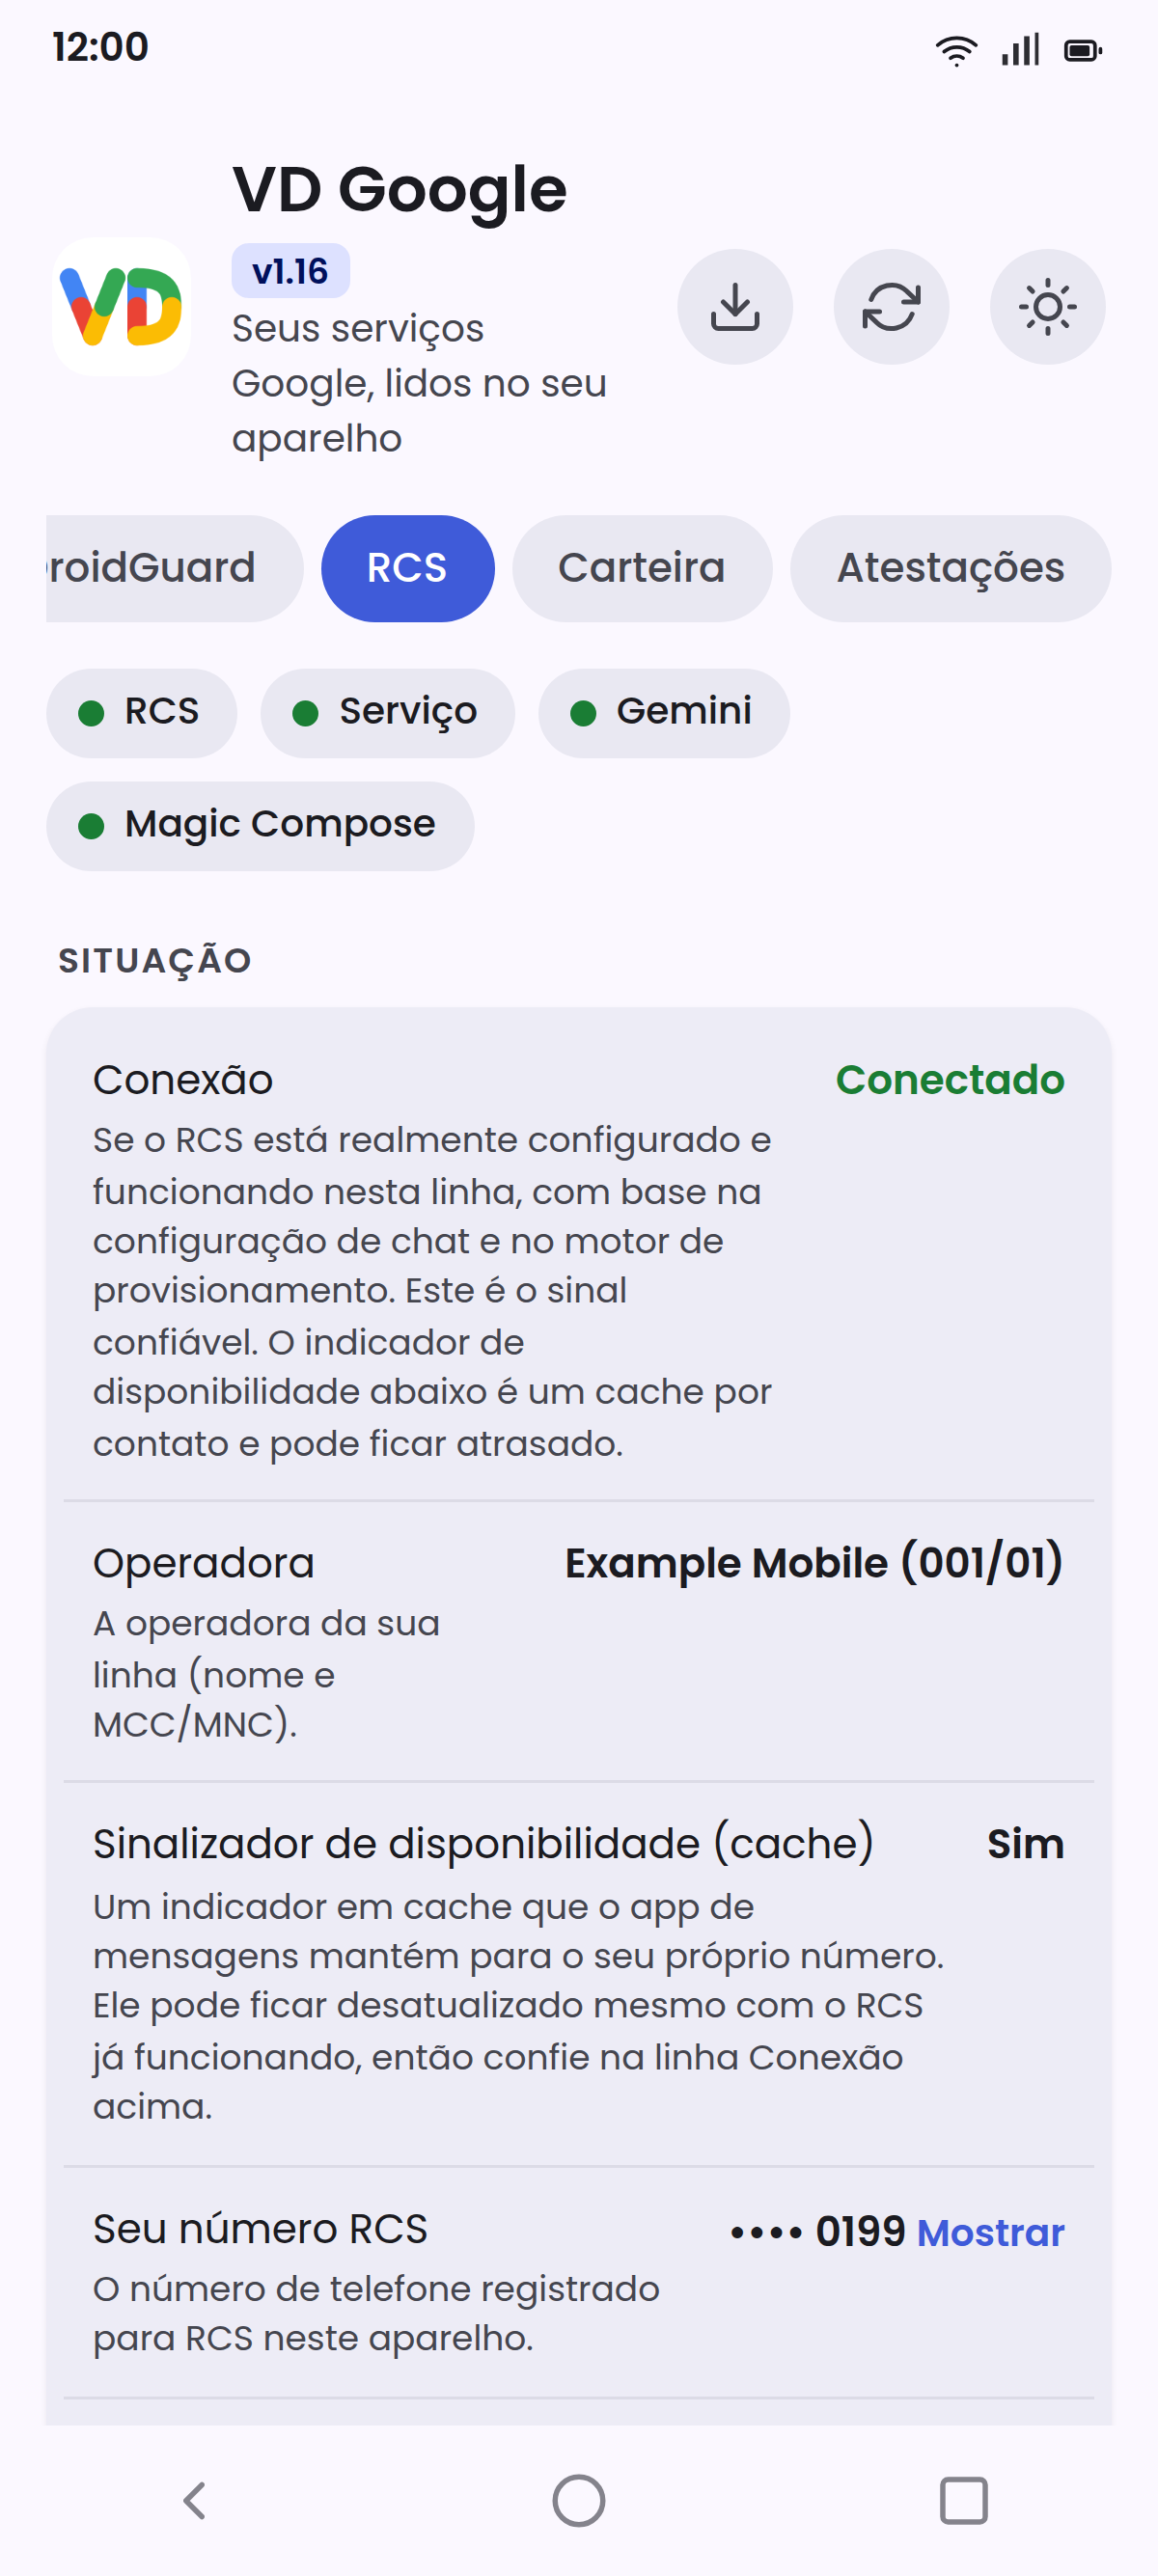 12:00
VD Google
VD
v1.16
Seus serviços
Google, lidos no seu
aparelho
roidGuard
RCS
Carteira
Atestações
RCS
Serviço
Gemini
Magic Compose
SITUAÇÃO
Conexão
Conectado
Se o RCS está realmente configurado e
funcionando nesta linha, com base na
configuração de chat e no motor de
provisionamento. Este é o sinal
confiável. O indicador de
disponibilidade abaixo é um cache por
contato e pode ficar atrasado.
Operadora
Example Mobile (001/01)
A operadora da sua
linha (nome e
MCC/MNC).
Sinalizador de disponibilidade (cache)
Sim
Um indicador em cache que o app de
mensagens mantém para o seu próprio número.
Ele pode ficar desatualizado mesmo com o RCS
já funcionando, então confie na linha Conexão
acima.
Seu número RCS
•••• 0199 Mostrar
O número de telefone registrado
para RCS neste aparelho.